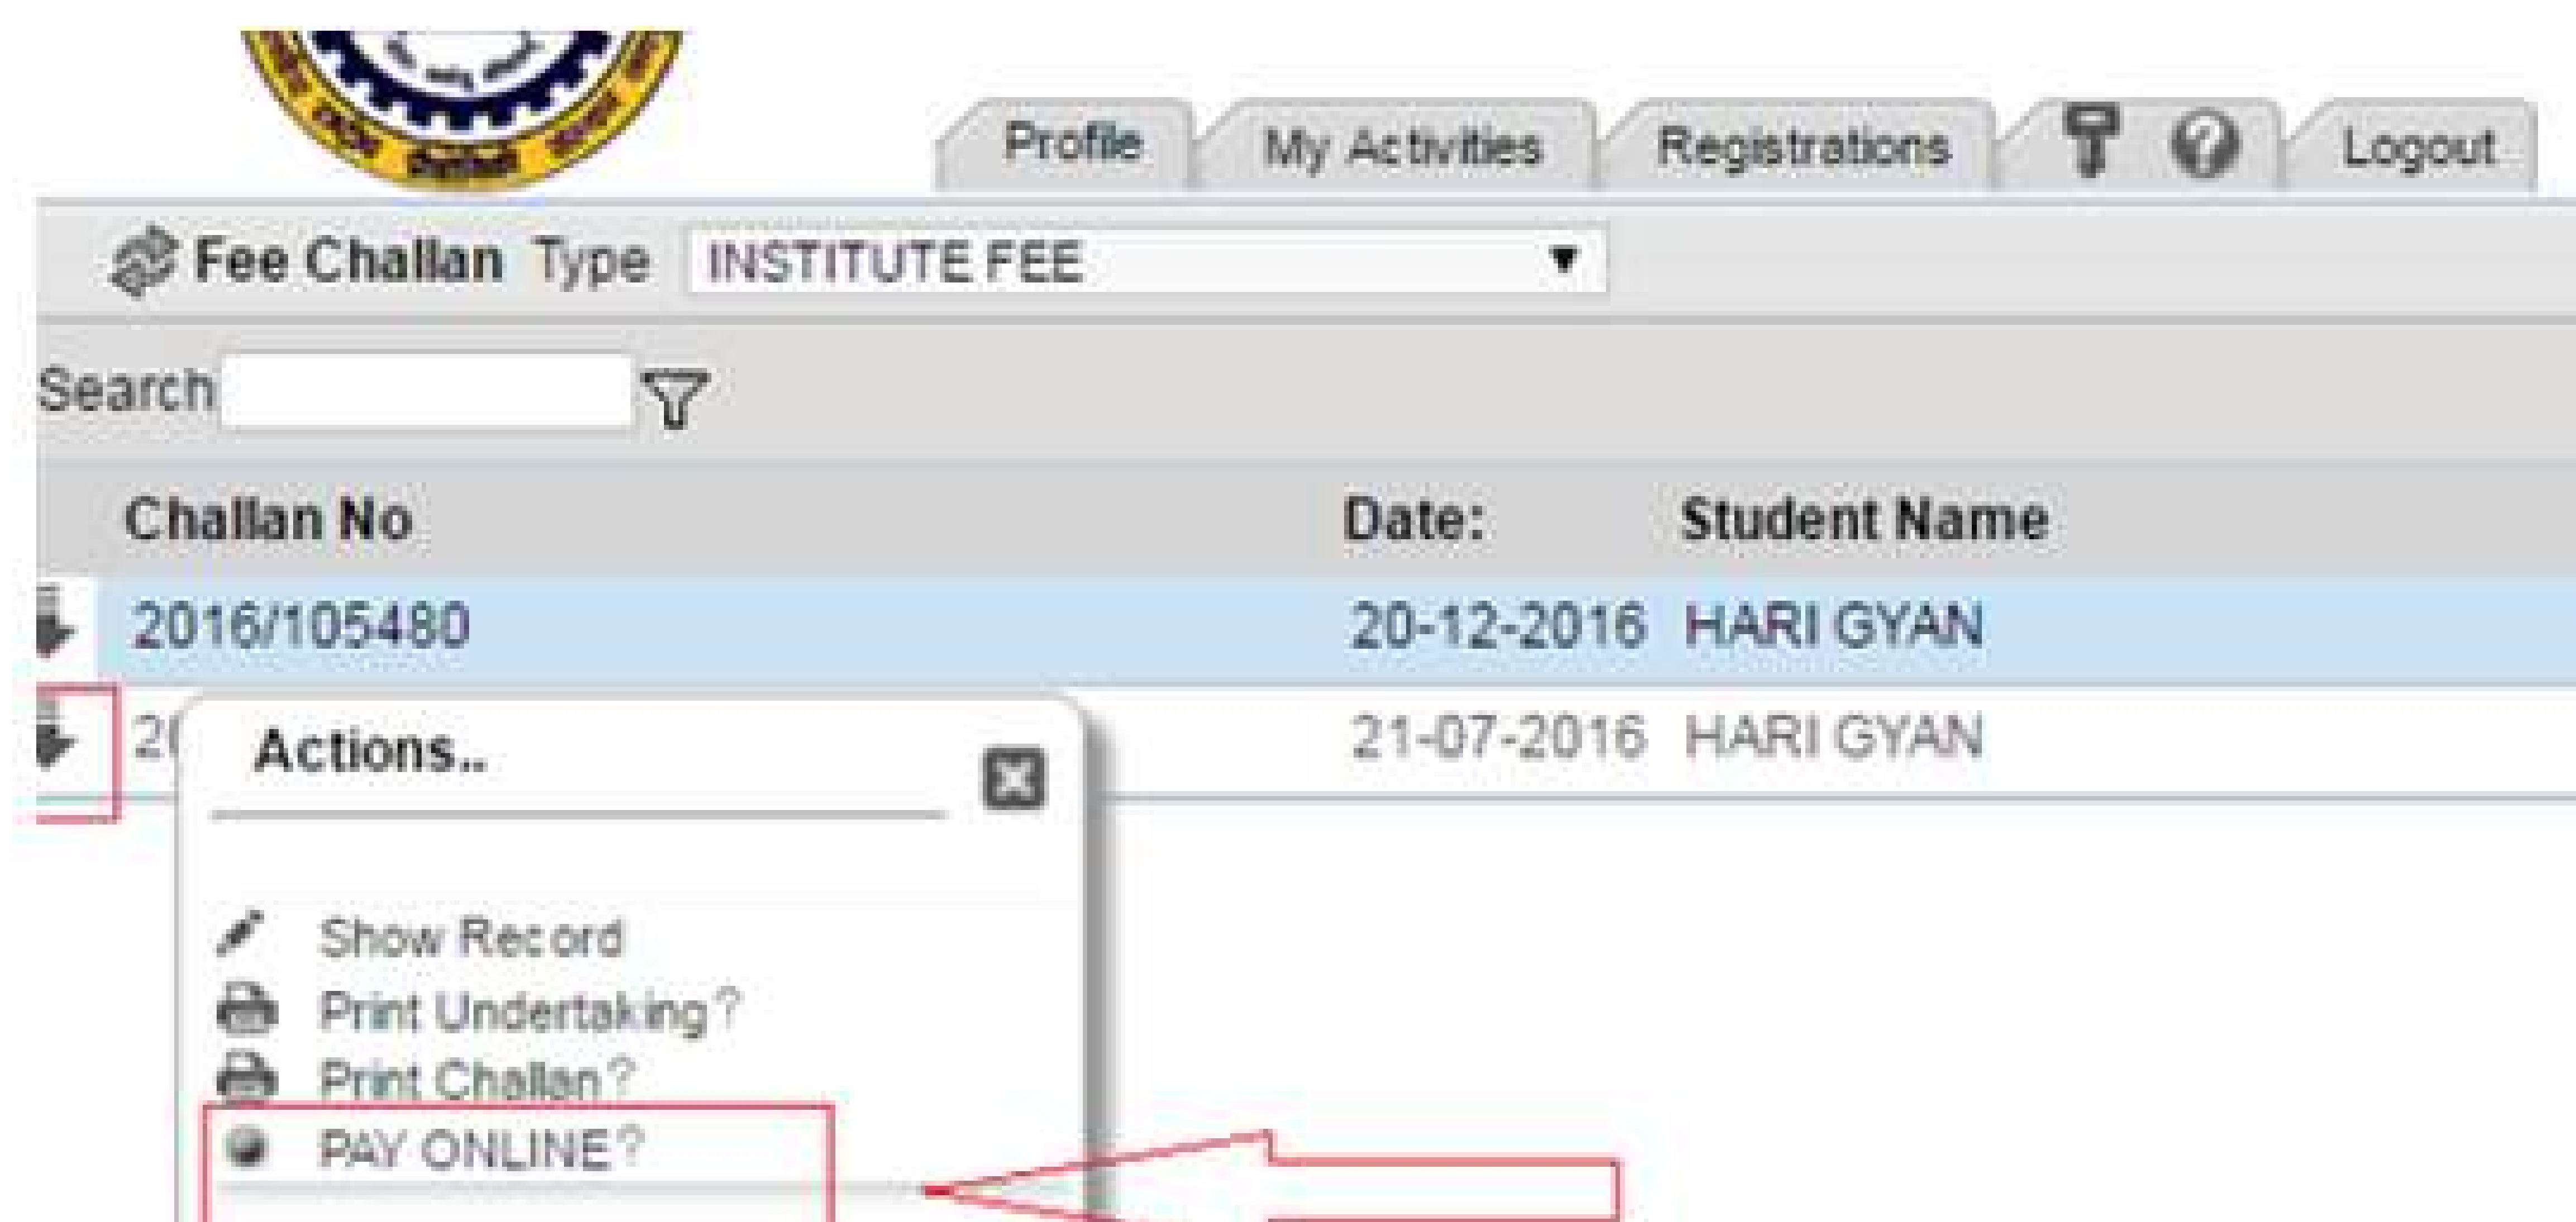 Profile My Activities Registrations Logout
Fee Challan Type INSTITUTE FEE
Search
Challan No Date: Student Name
2016/105480 20-12-2016 HARI GYAN
21-07-2016 HARI GYAN
Actions..
Show Record
Print Undertaking?
Print Challan?
PAY ONLINE?